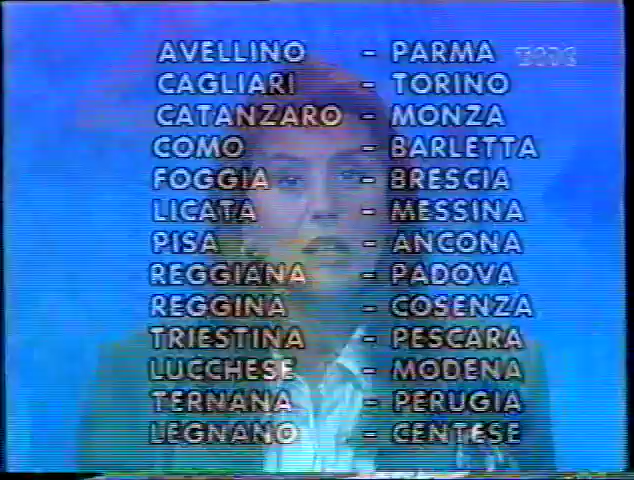 AVELLINO - PARMA
CAGLIARI - TORINO
CATANZARO - MONZA
COMO - BARLETTA
FOGGIA - BRESCIA
LICATA - MESSINA
PISA - ANCONA
REGGIANA - PADOVA
REGGINA - COSENZA
TRIESTINA - PESCARA
LUCCHESE - MODENA
TERNANA - PERUGIA
LEGNANO - CENTESE